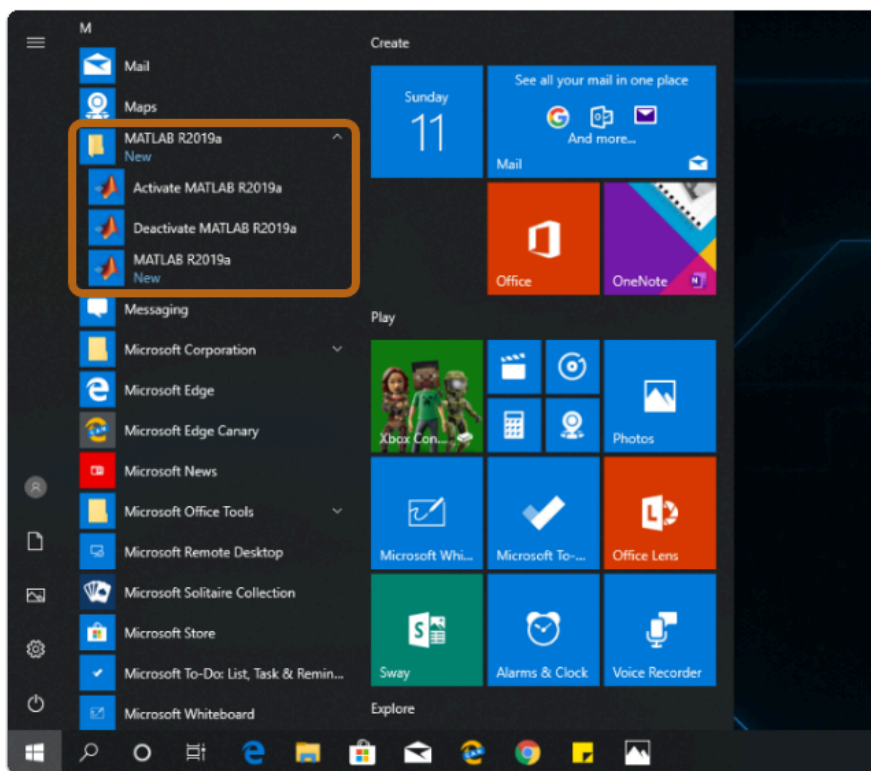 M
Mail
Maps
MATLAB R2019a
New
Activate MATLAB R2019a
Deactivate MATLAB R2019a
MATLAB R2019a
New
Messaging
Microsoft Corporation
Microsoft Edge
Microsoft Edge Canary
Microsoft News
Microsoft Office Tools
Microsoft Remote Desktop
Microsoft Solitaire Collection
Microsoft Store
Microsoft To-Do: List, Task & Remin...
Microsoft Whiteboard
Create
Sunday
11
See all your mail in one place
And more...
Mail
Office
OneNote
Play
Xbox Con...
Photos
Microsoft Whi...
Microsoft To-...
Office Lens
Sway
Alarms & Clock
Voice Recorder
Explore